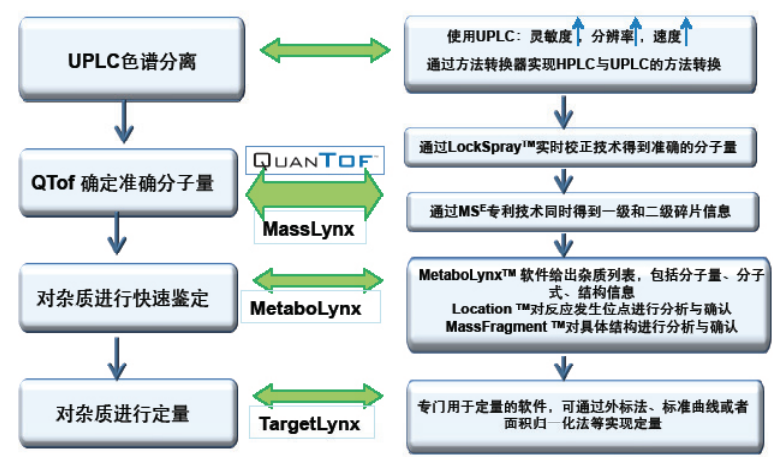 UPLC色谱分离
使用UPLC：灵敏度，分辨率，速度
通过方法转换器实现HPLC与UPLC的方法转换
QTof 确定准确分子量
QUANTOF™
MassLynx
通过LockSpray™实时校正技术得到准确的分子量
通过MSᴱ专利技术同时得到一级和二级碎片信息
对杂质进行快速鉴定
MetaboLynx
MetaboLynx™ 软件给出杂质列表，包括分子量、分子
式、结构信息
Location ™对反应发生位点进行分析与确认
MassFragment ™对具体结构进行分析与确认
对杂质进行定量
TargetLynx
专门用于定量的软件，可通过外标法、标准曲线或者
面积归一化法等实现定量